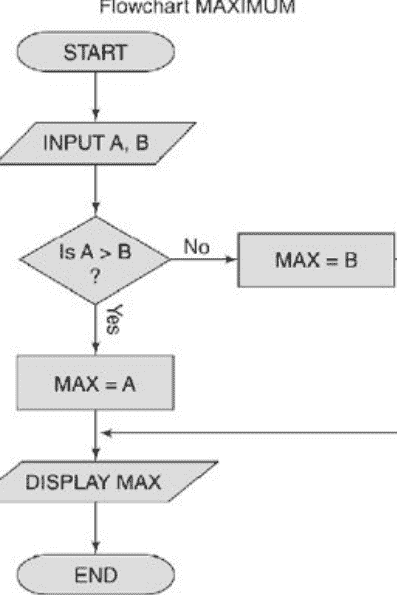 Flowchart MAXIMUM
START
INPUT A, B
Is A > B
?
No
MAX = B
Yes
MAX = A
DISPLAY MAX
END